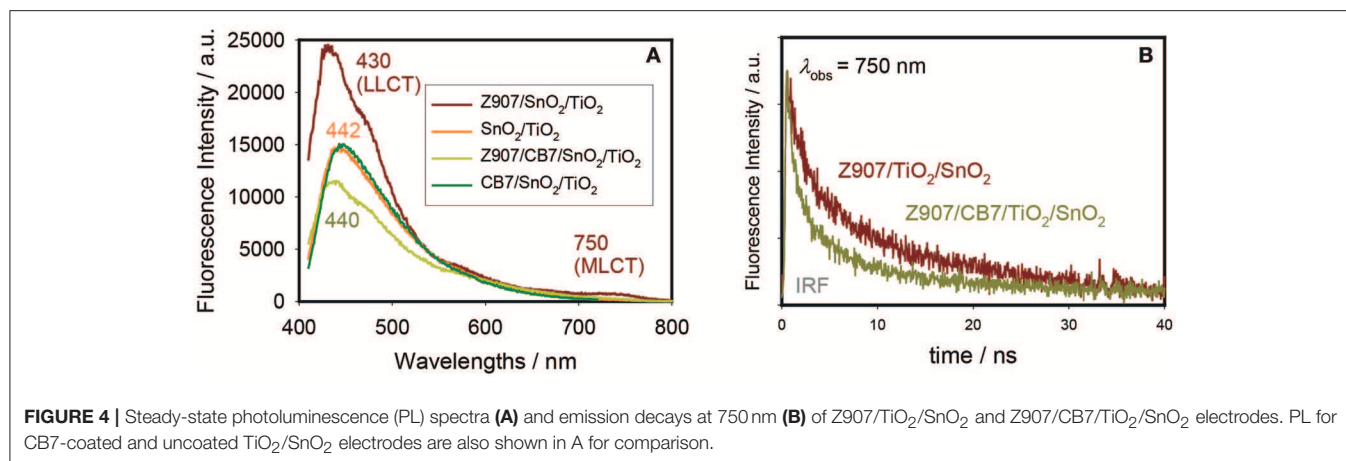 25000
20000
15000
10000
5000
0
Fluorescence Intensity / a.u.
400 500 600 700 800
Wavelengths / nm
A
430
(LLCT)
Z907/SnO₂/TiO₂
SnO₂/TiO₂
Z907/CB7/SnO₂/TiO₂
CB7/SnO₂/TiO₂
442
440
750
(MLCT)
B
λobs = 750 nm
Fluorescence Intensity / a.u.
Z907/TiO₂/SnO₂
Z907/CB7/TiO₂/SnO₂
IRF
0 10 20 30 40
time / ns
FIGURE 4 | Steady-state photoluminescence (PL) spectra (A) and emission decays at 750 nm (B) of Z907/TiO₂/SnO₂ and Z907/CB7/TiO₂/SnO₂ electrodes. PL for
CB7-coated and uncoated TiO₂/SnO₂ electrodes are also shown in A for comparison.